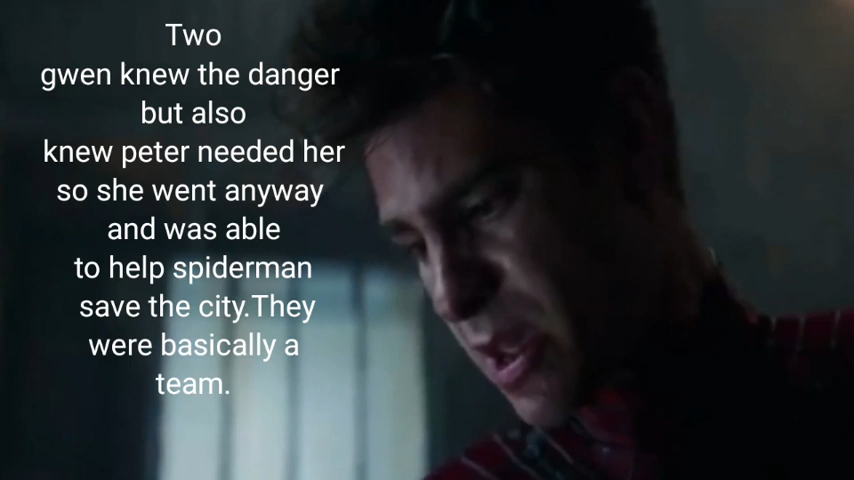 Two
gwen knew the danger
but also
knew peter needed her
so she went anyway
and was able
to help spiderman
save the city.They
were basically a
team.